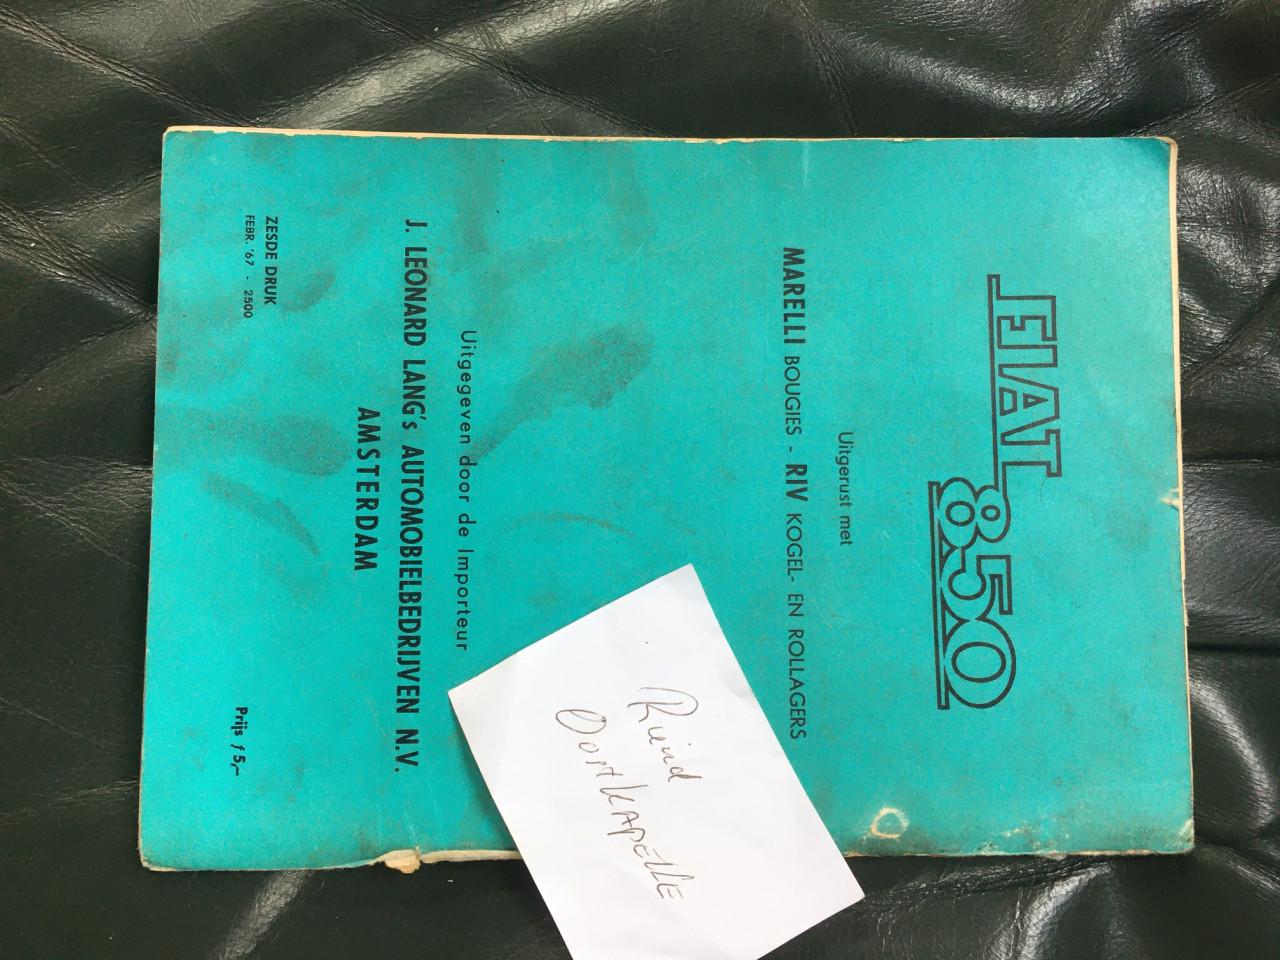 FIAT 850
Uitgerust met
MARELLI BOUGIES - RIV KOGEL- EN ROLLAGERS
Uitgegeven door de Importeur
J. LEONARD LANG's AUTOMOBIELBEDRIJVEN N.V.
AMSTERDAM
ZESDE DRUK
FEBR. '67 - 2500
Prijs f 5,-
Ruud
OostKAPELLE